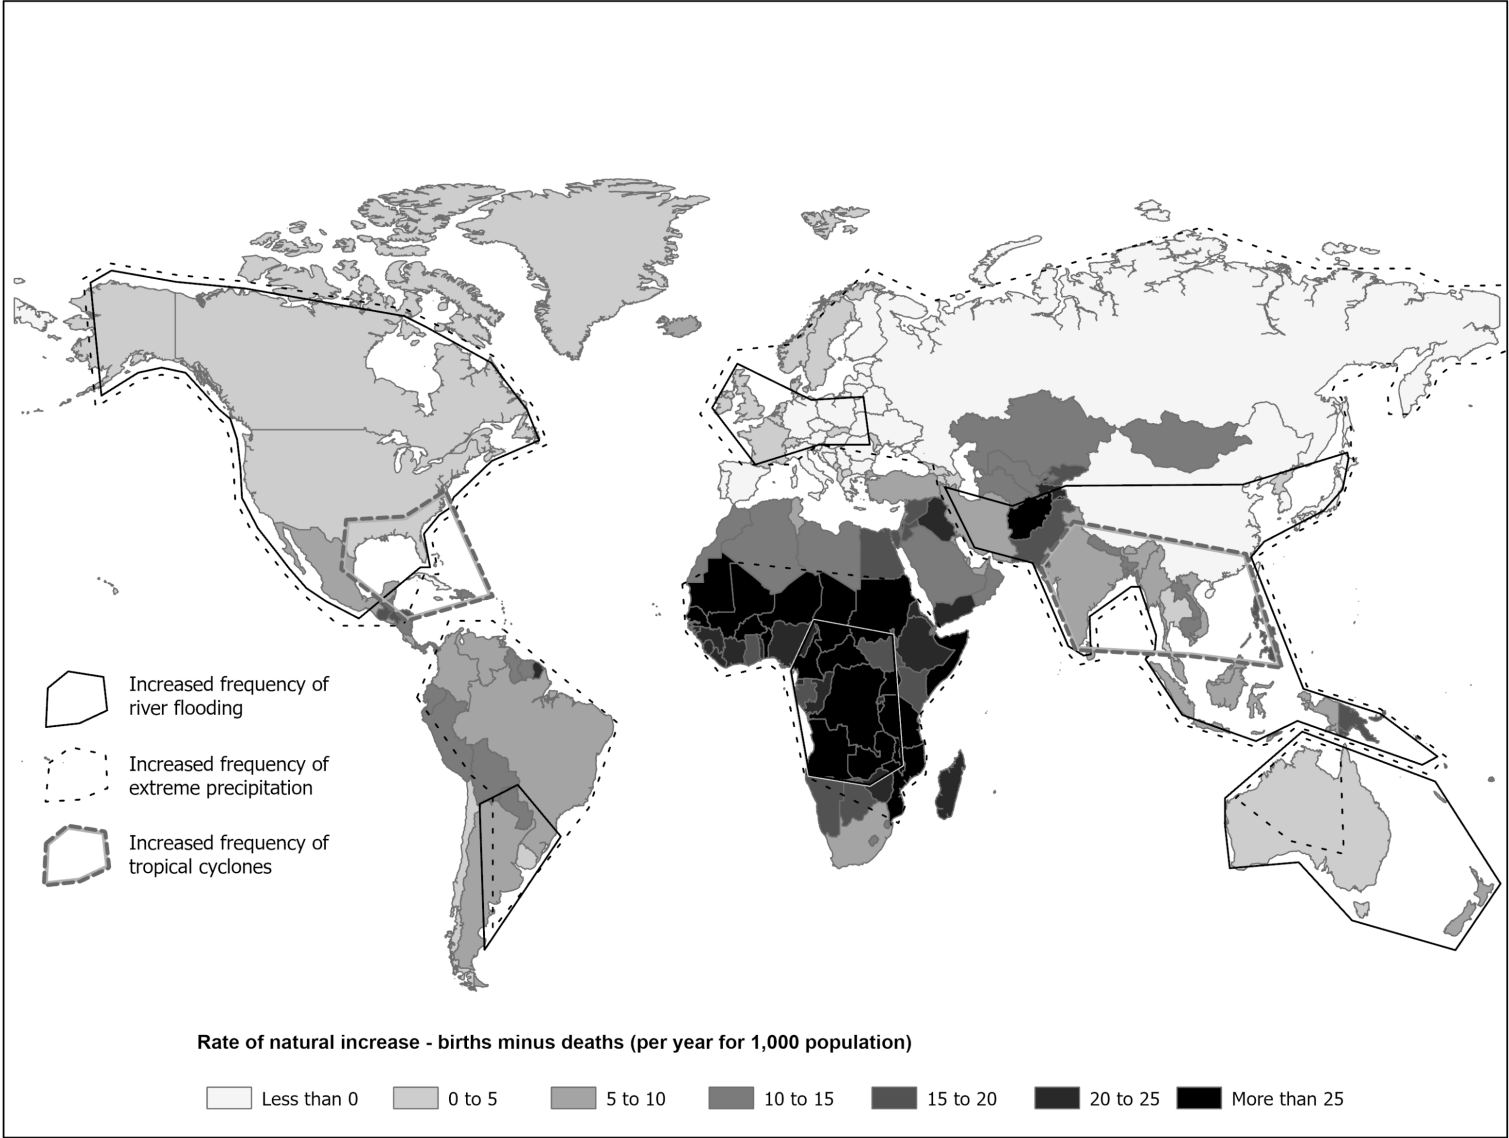 Increased frequency of
river flooding
Increased frequency of
extreme precipitation
Increased frequency of
tropical cyclones
Rate of natural increase - births minus deaths (per year for 1,000 population)
Less than 0
0 to 5
5 to 10
10 to 15
15 to 20
20 to 25
More than 25